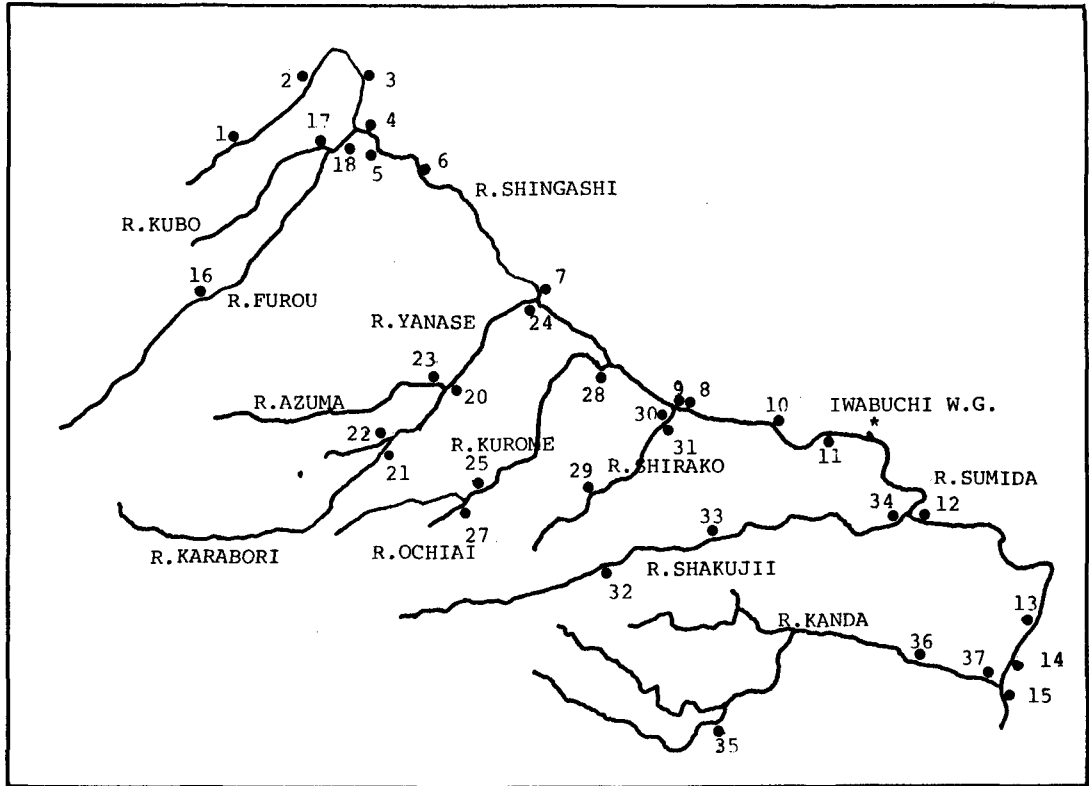 2
3
1
17
4
18
5
6
R.SHINGASHI
R.KUBO
16
R.FUROU
7
24
R.YANASE
23
20
R.AZUMA
28
9
8
30
10
IWABUCHI W.G.
*
22
21
R.KUROME
31
11
25
29
R.SHIRAKO
R.SUMIDA
34
12
27
33
R.KARABORI
R.OCHIAI
R.SHAKUJII
32
13
R.KANDA
36
37
14
15
35